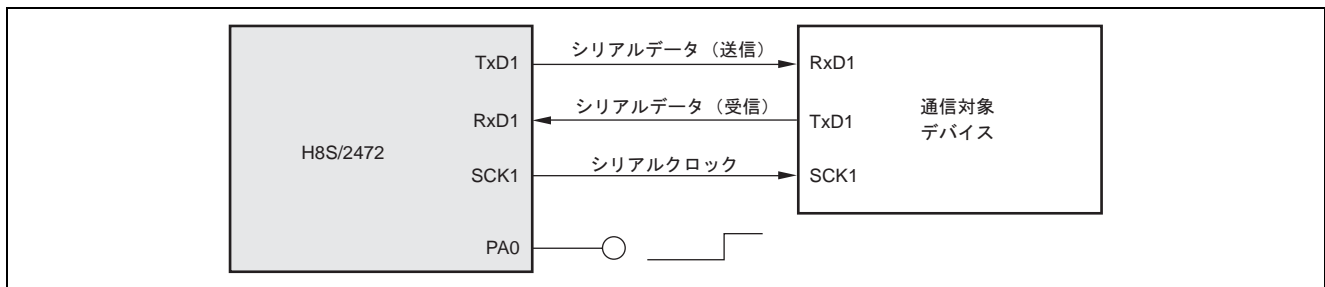 TxD1
シリアルデータ（送信）
RxD1
RxD1
シリアルデータ（受信）
TxD1
通信対象
デバイス
H8S/2472
SCK1
シリアルクロック
SCK1
PA0